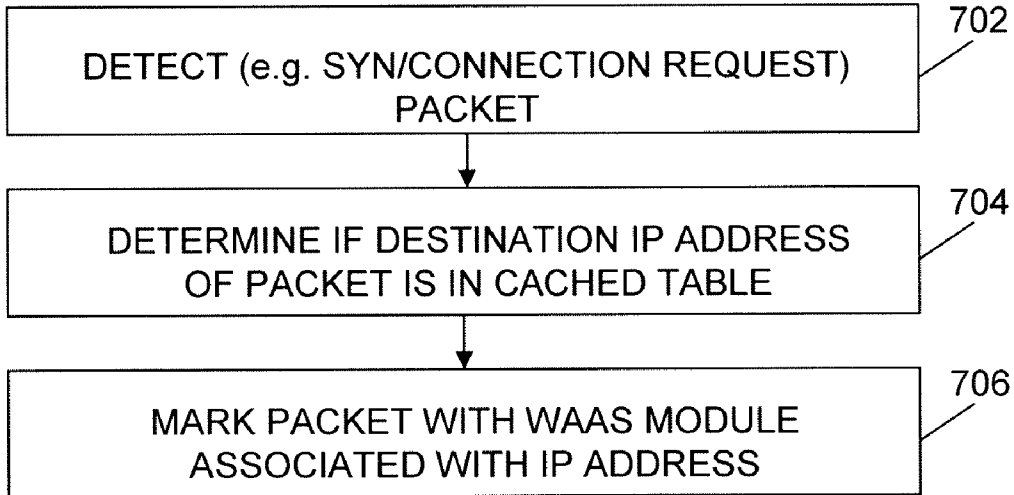 702
DETECT (e.g. SYN/CONNECTION REQUEST)
PACKET
704
DETERMINE IF DESTINATION IP ADDRESS
OF PACKET IS IN CACHED TABLE
706
MARK PACKET WITH WAAS MODULE
ASSOCIATED WITH IP ADDRESS